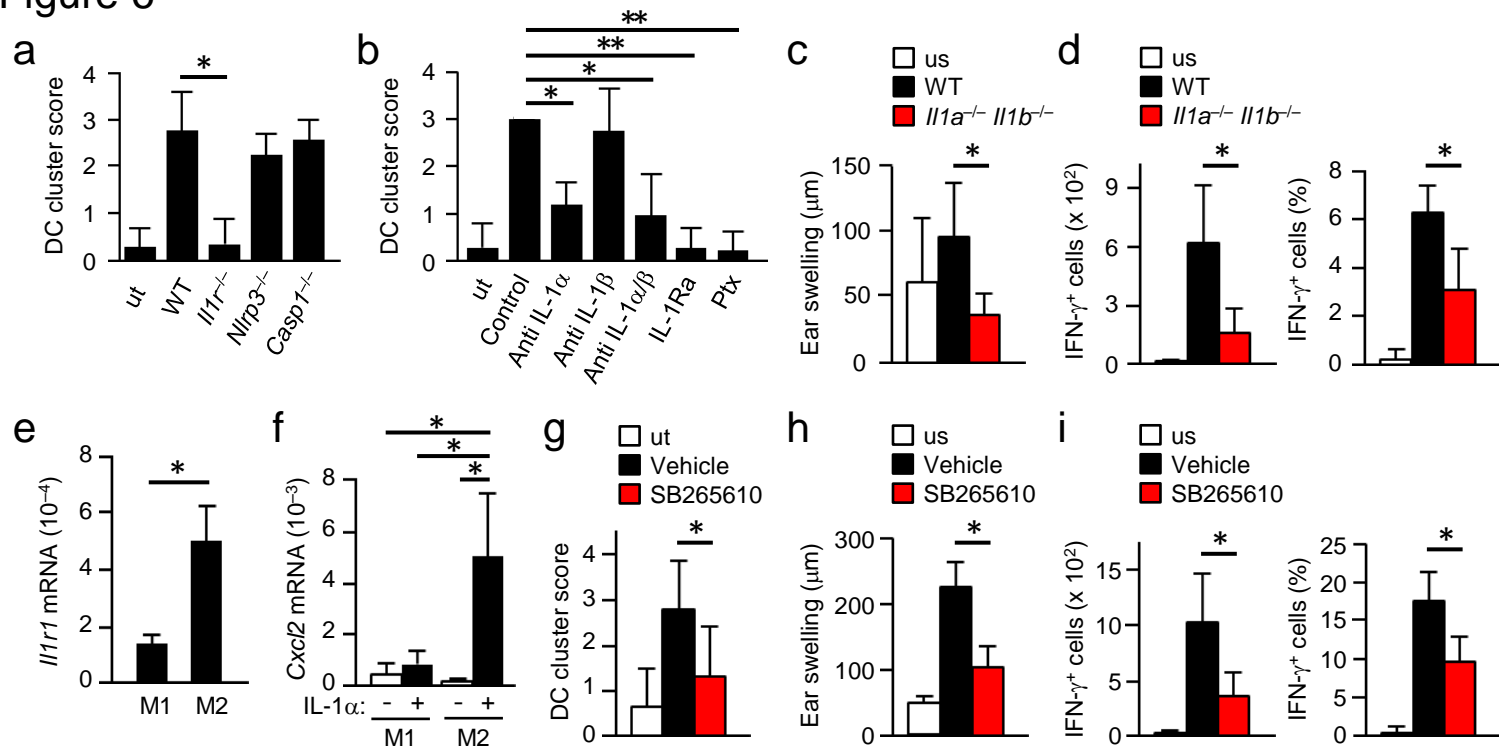 Figure 6
a
DC cluster score
4
3
2
1
0
*
ut
WT
Il1r–/–
Nlrp3–/–
Casp1–/–
b
DC cluster score
4
3
2
1
0
**
**
*
*
ut
Control
Anti IL-1α
Anti IL-1β
Anti IL-1α/β
IL-1Ra
Ptx
c
us
WT
Il1a–/– Il1b–/–
Ear swelling (μm)
150
100
50
0
*
d
us
WT
Il1a–/– Il1b–/–
IFN-γ+ cells (x 10²)
9
6
3
0
*
IFN-γ+ cells (%)
8
6
4
2
0
*
e
Il1r1 mRNA (10–4)
8
6
4
2
0
*
M1 M2
f
Cxcl2 mRNA (10–3)
8
6
4
2
0
*
*
*
IL-1α: - + - +
M1 M2
g
ut
Vehicle
SB265610
DC cluster score
4
3
2
1
0
*
h
us
Vehicle
SB265610
Ear swelling (μm)
300
200
100
0
*
i
us
Vehicle
SB265610
IFN-γ+ cells (x 10²)
15
10
5
0
*
IFN-γ+ cells (%)
25
20
15
10
5
0
*